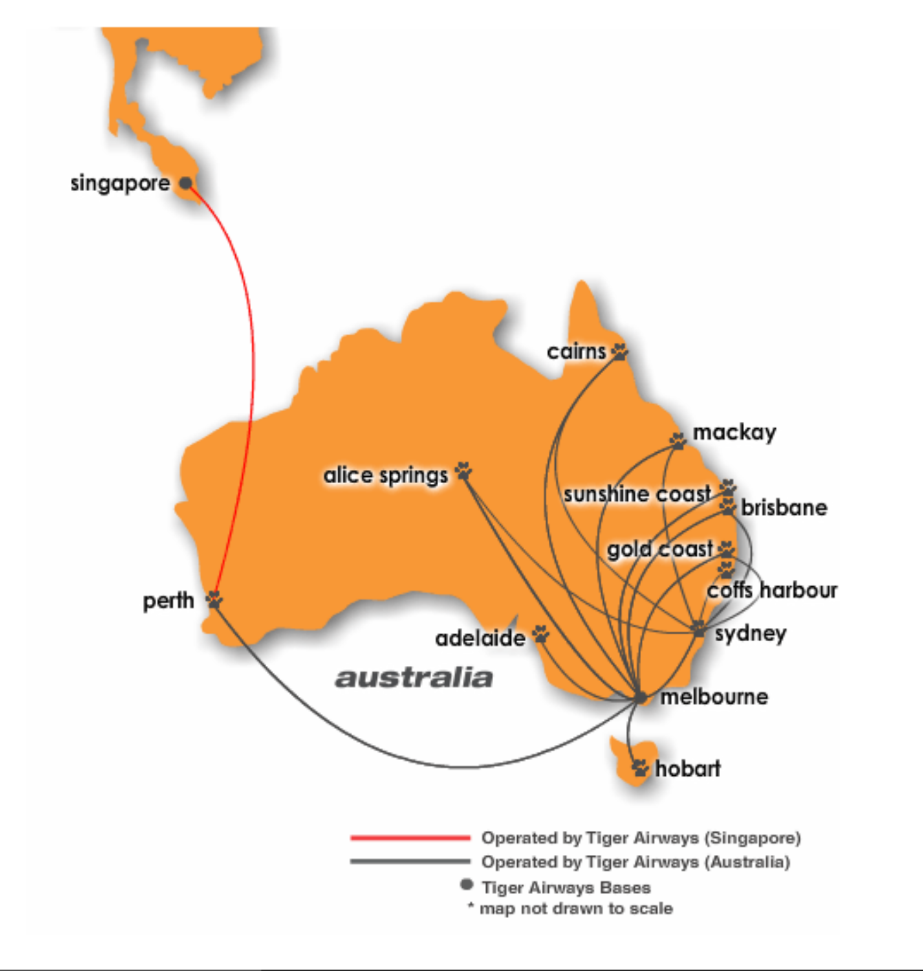 singapore
cairns
mackay
alice springs
sunshine coast
brisbane
gold coast
coffs harbour
perth
adelaide
sydney
australia
melbourne
hobart
Operated by Tiger Airways (Singapore)
Operated by Tiger Airways (Australia)
Tiger Airways Bases
* map not drawn to scale